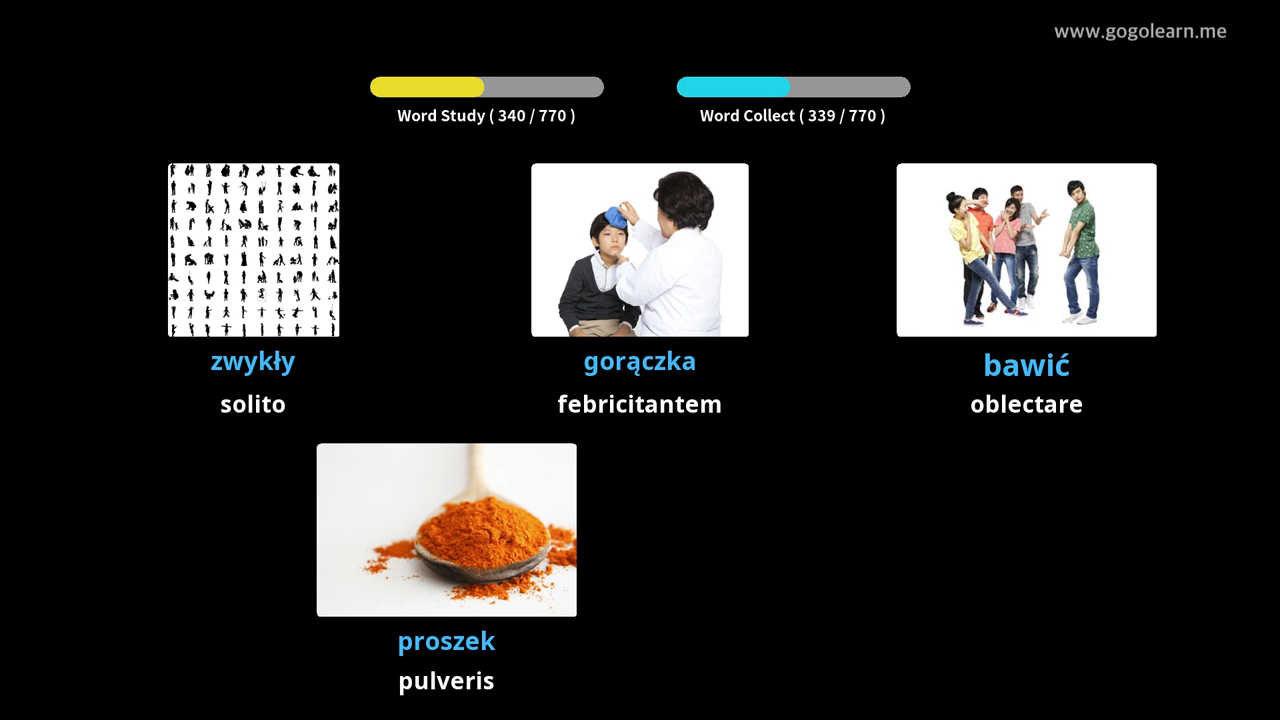 www.gogolearn.me
Word Study ( 340 / 770 )
Word Collect ( 339 / 770 )
zwykły
solito
gorączka
febricitantem
bawić
oblectare
proszek
pulveris